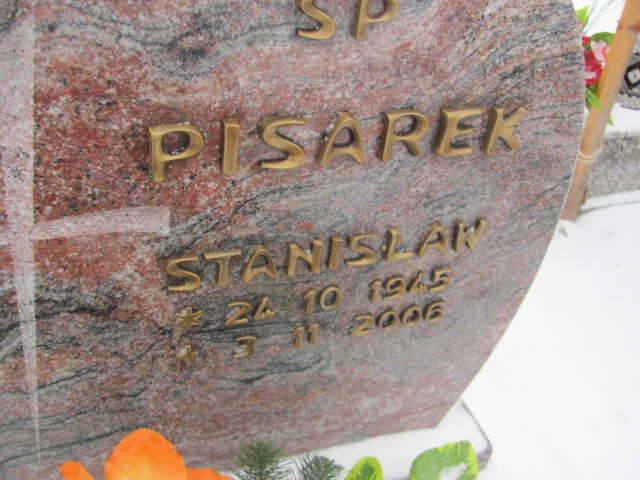 SP
PISAREK
STANISŁAW
* 24 10 1945
+ 3 11 2006